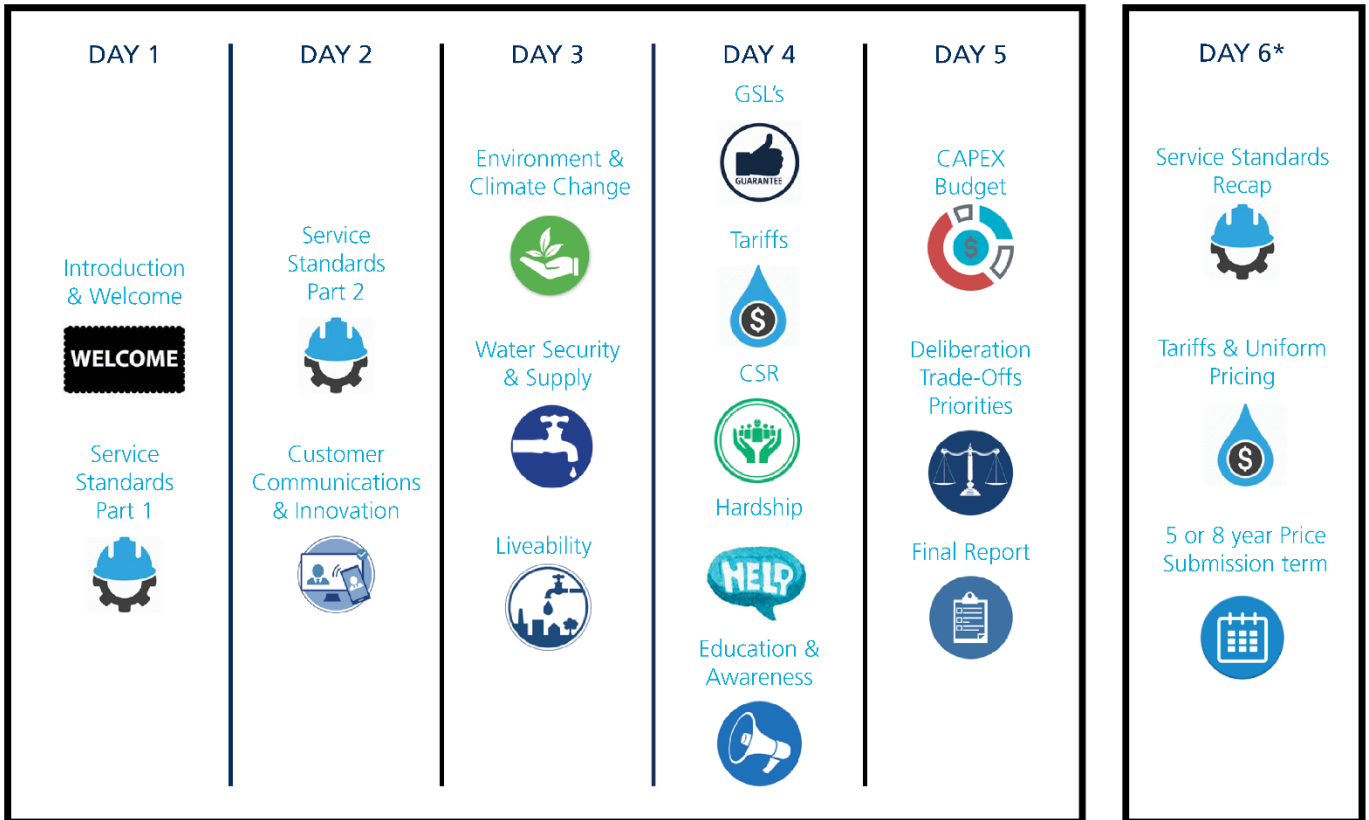 DAY 1
Introduction
& Welcome
WELCOME
Service
Standards
Part 1
DAY 2
Service
Standards
Part 2
Customer
Communications
& Innovation
DAY 3
Environment &
Climate Change
Water Security
& Supply
Liveability
DAY 4
GSL's
GUARANTEE
Tariffs
$
CSR
Hardship
HELP
Education &
Awareness
DAY 5
CAPEX
Budget
$
Deliberation
Trade-Offs
Priorities
Final Report
DAY 6*
Service Standards
Recap
Tariffs & Uniform
Pricing
$
5 or 8 year Price
Submission term